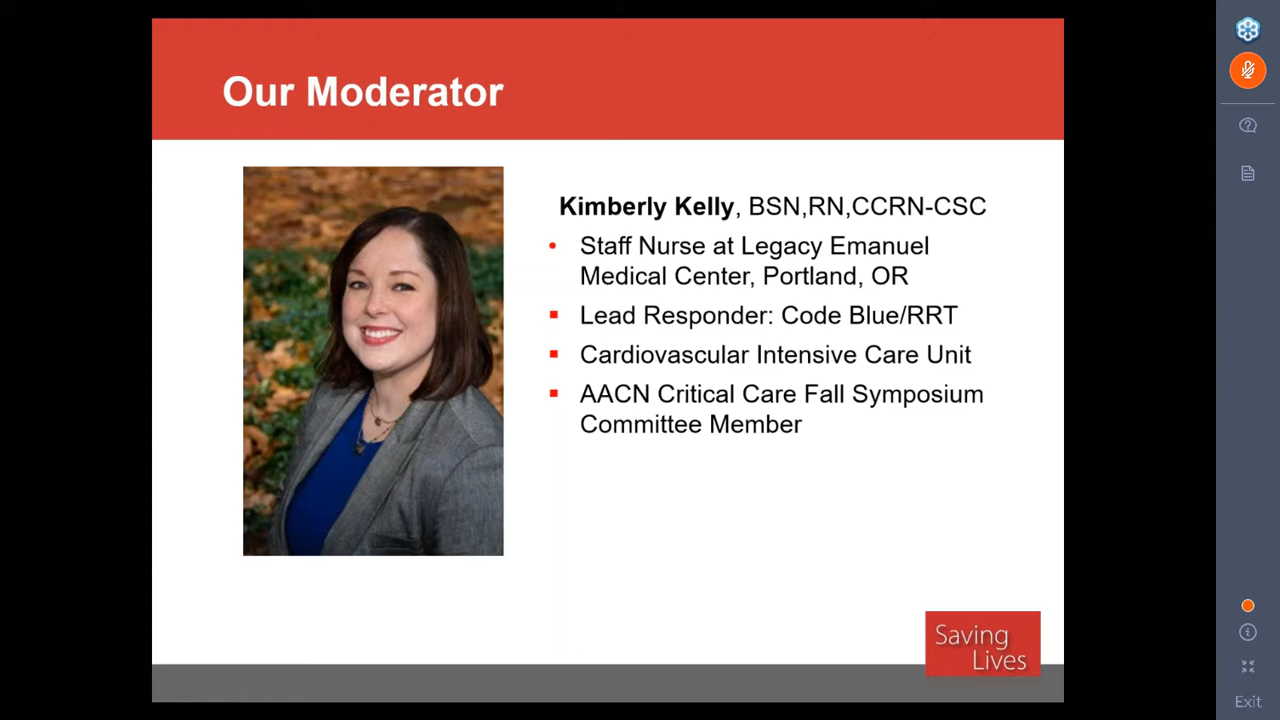 Our Moderator
Kimberly Kelly, BSN,RN,CCRN-CSC
Staff Nurse at Legacy Emanuel
Medical Center, Portland, OR
Lead Responder: Code Blue/RRT
Cardiovascular Intensive Care Unit
AACN Critical Care Fall Symposium
Committee Member
Saving
Lives
Exit